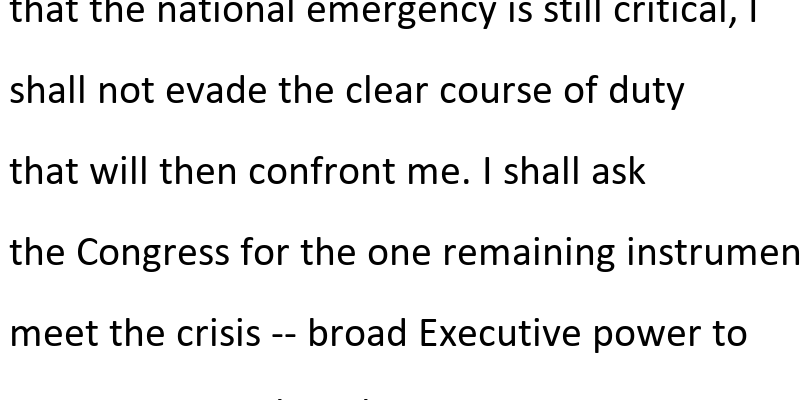 that the national emergency is still critical, I
shall not evade the clear course of duty
that will then confront me. I shall ask
the Congress for the one remaining instrumen
meet the crisis -- broad Executive power to